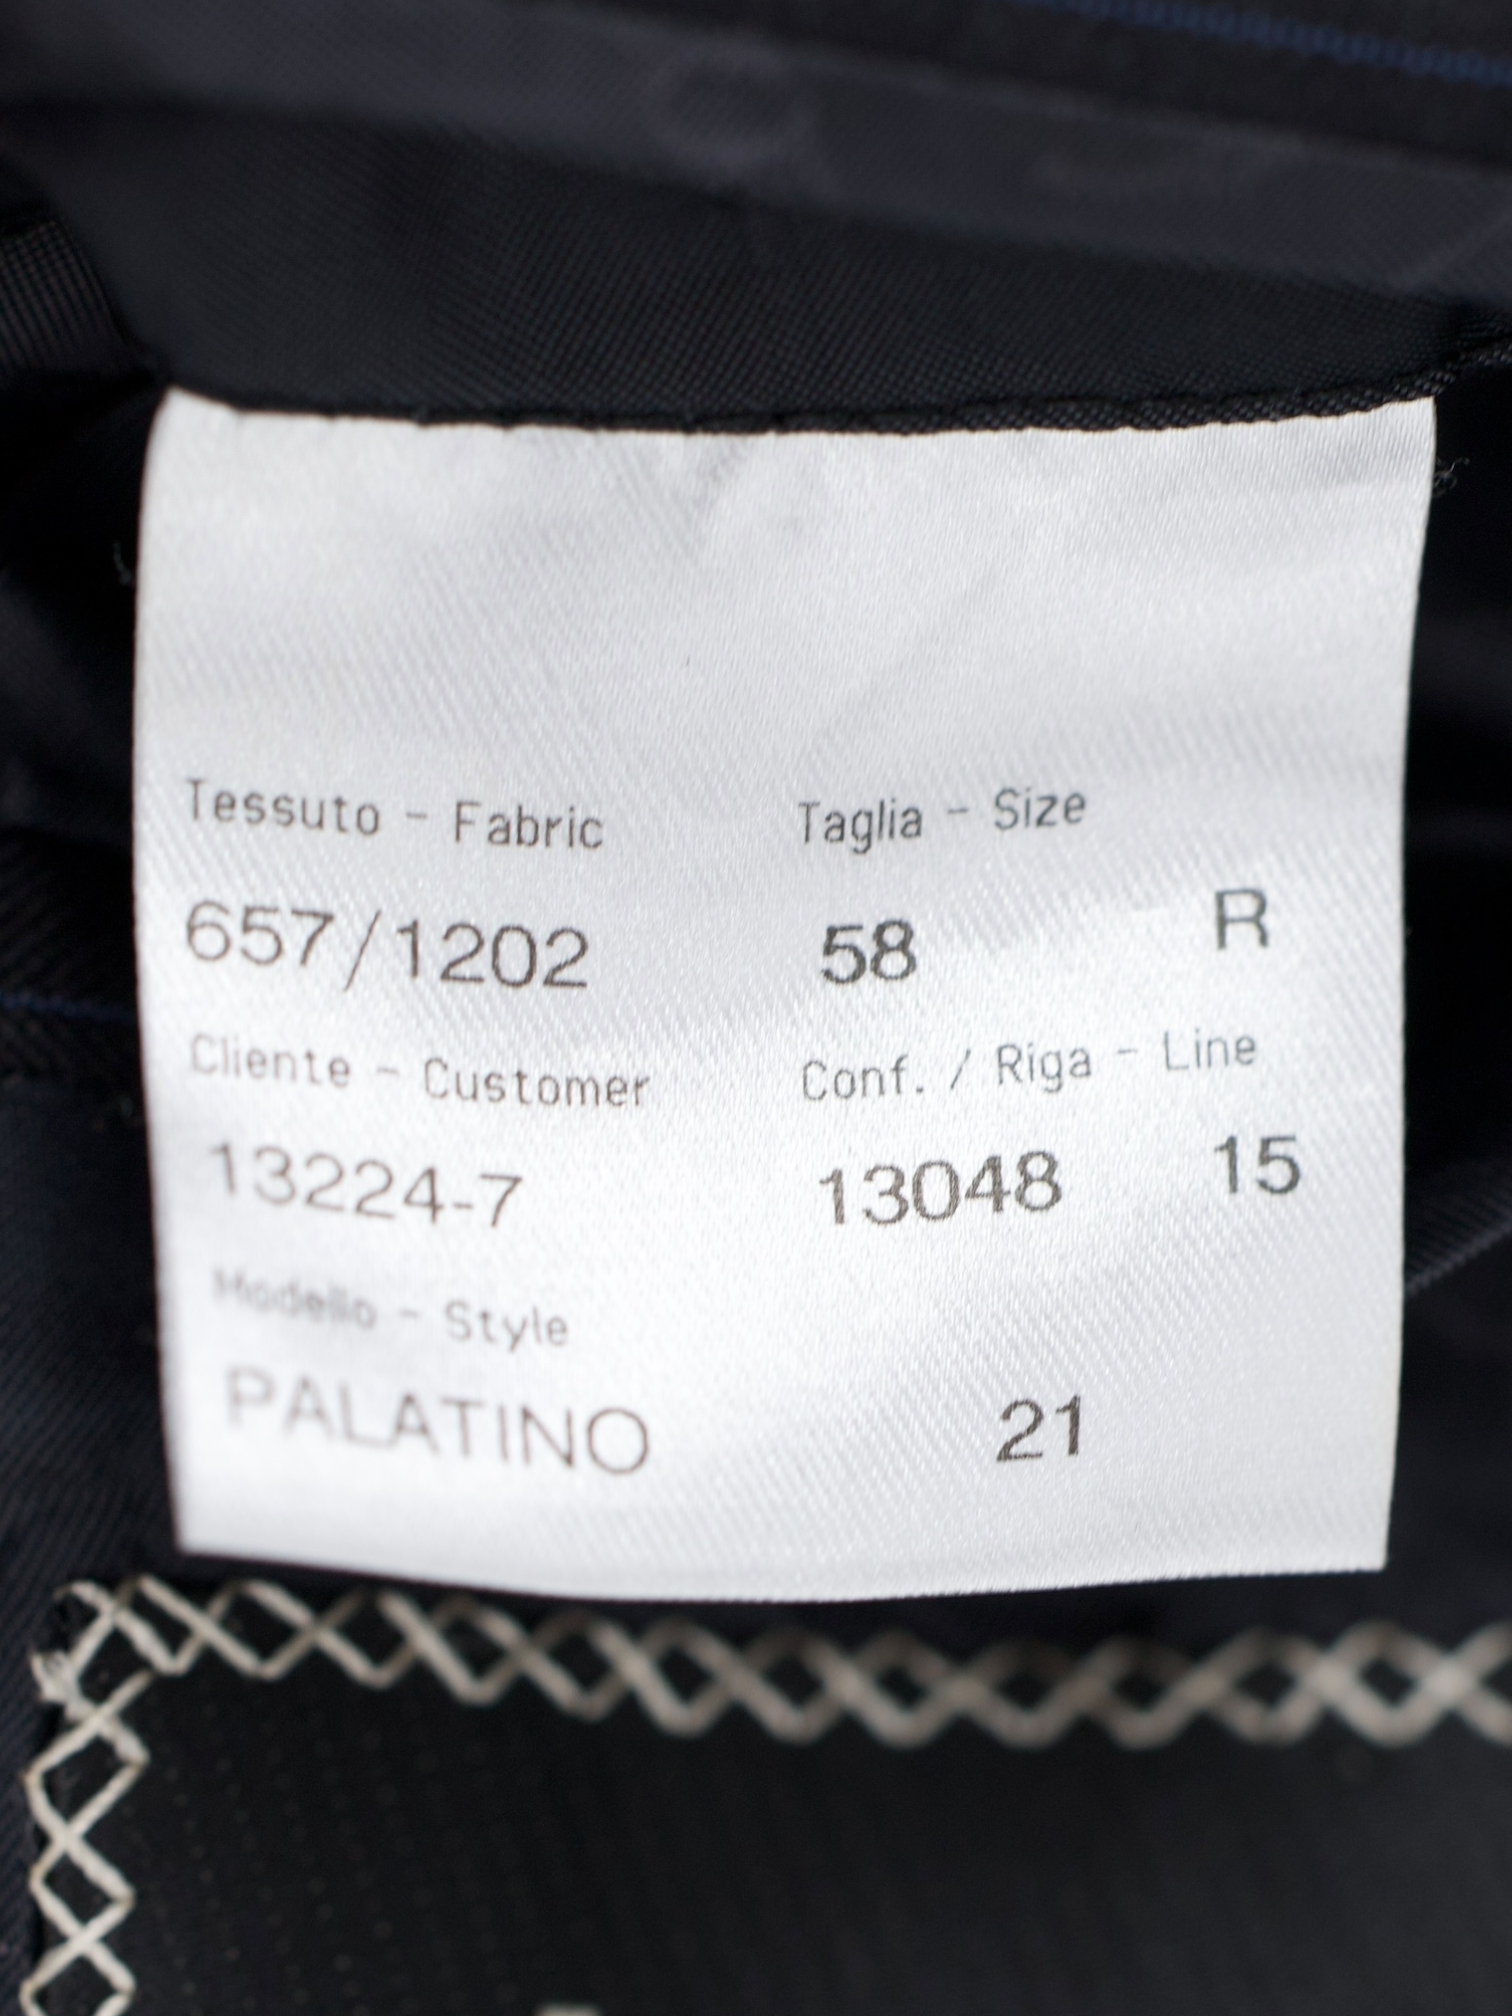 Tessuto - Fabric Taglia - Size
657/1202 58 R
Cliente - Customer Conf. / Riga - Line
13224-7 13048 15
Modello - Style
PALATINO 21